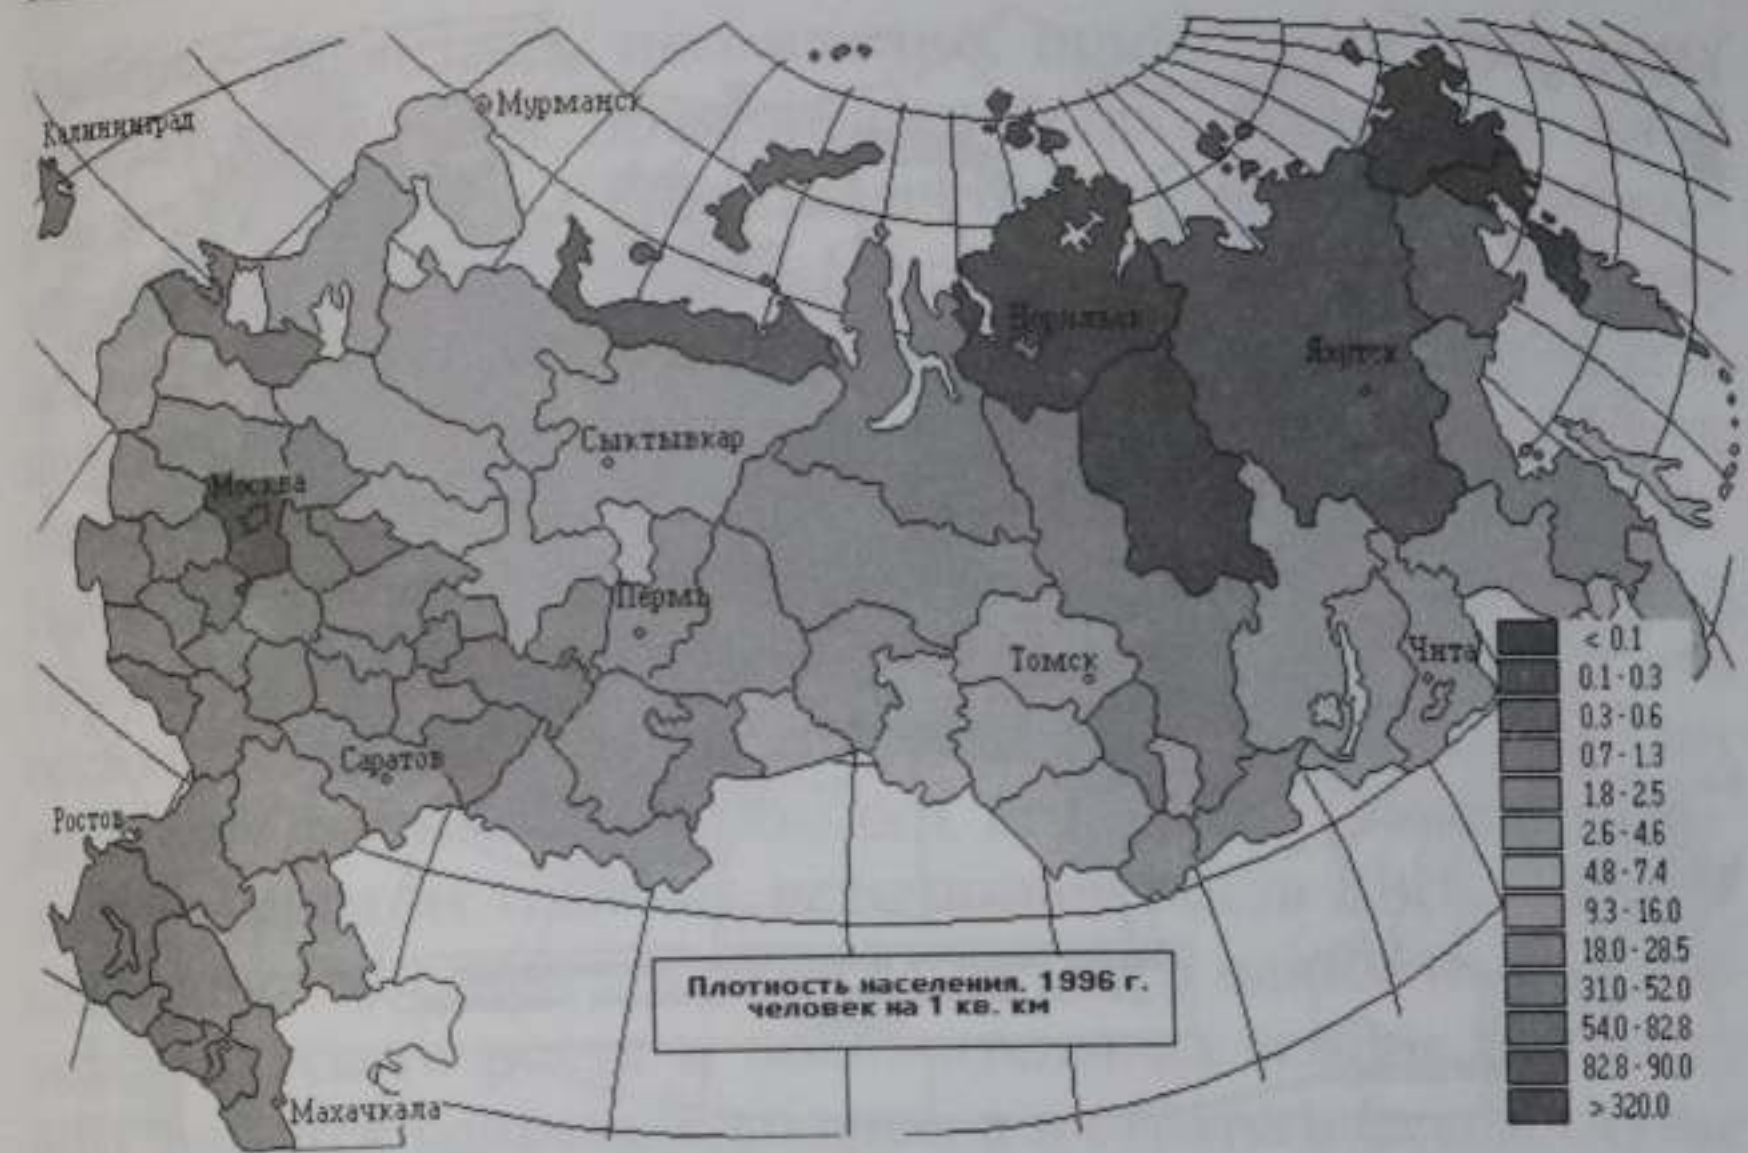 Мурманск
Калининград
Норильск
Якутск
Сыктывкар
Москва
Пермь
Томск
Чита
Саратов
Ростов
Махачкала
Плотность населения. 1996 г.
человек на 1 кв. км
< 0.1
0.1 - 0.3
0.3 - 0.6
0.7 - 1.3
1.8 - 2.5
2.6 - 4.6
4.8 - 7.4
9.3 - 16.0
18.0 - 28.5
31.0 - 52.0
54.0 - 82.8
82.8 - 90.0
> 320.0